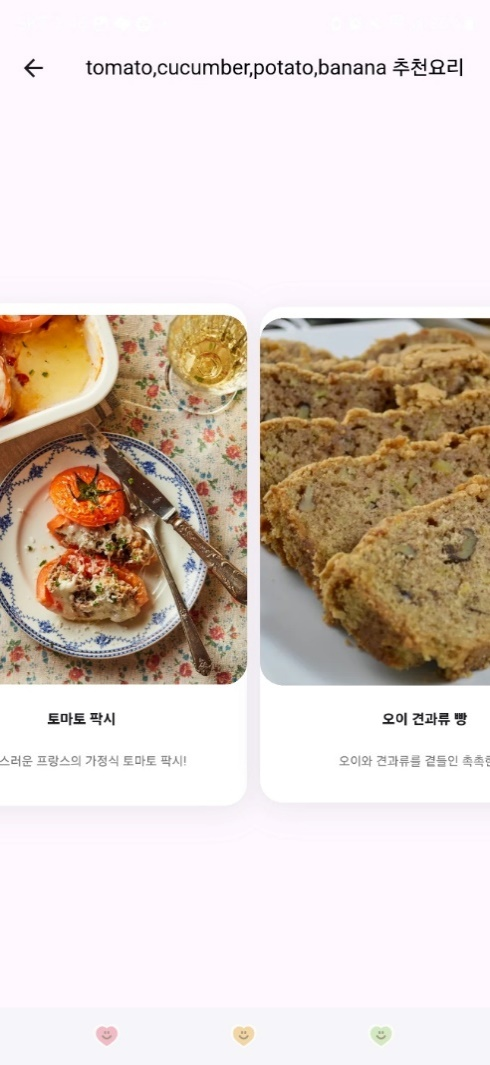 tomato,cucumber,potato,banana 추천요리
토마토 팍시
스러운 프랑스의 가정식 토마토 팍시!
오이 견과류 빵
오이와 견과류를 곁들인 촉촉한